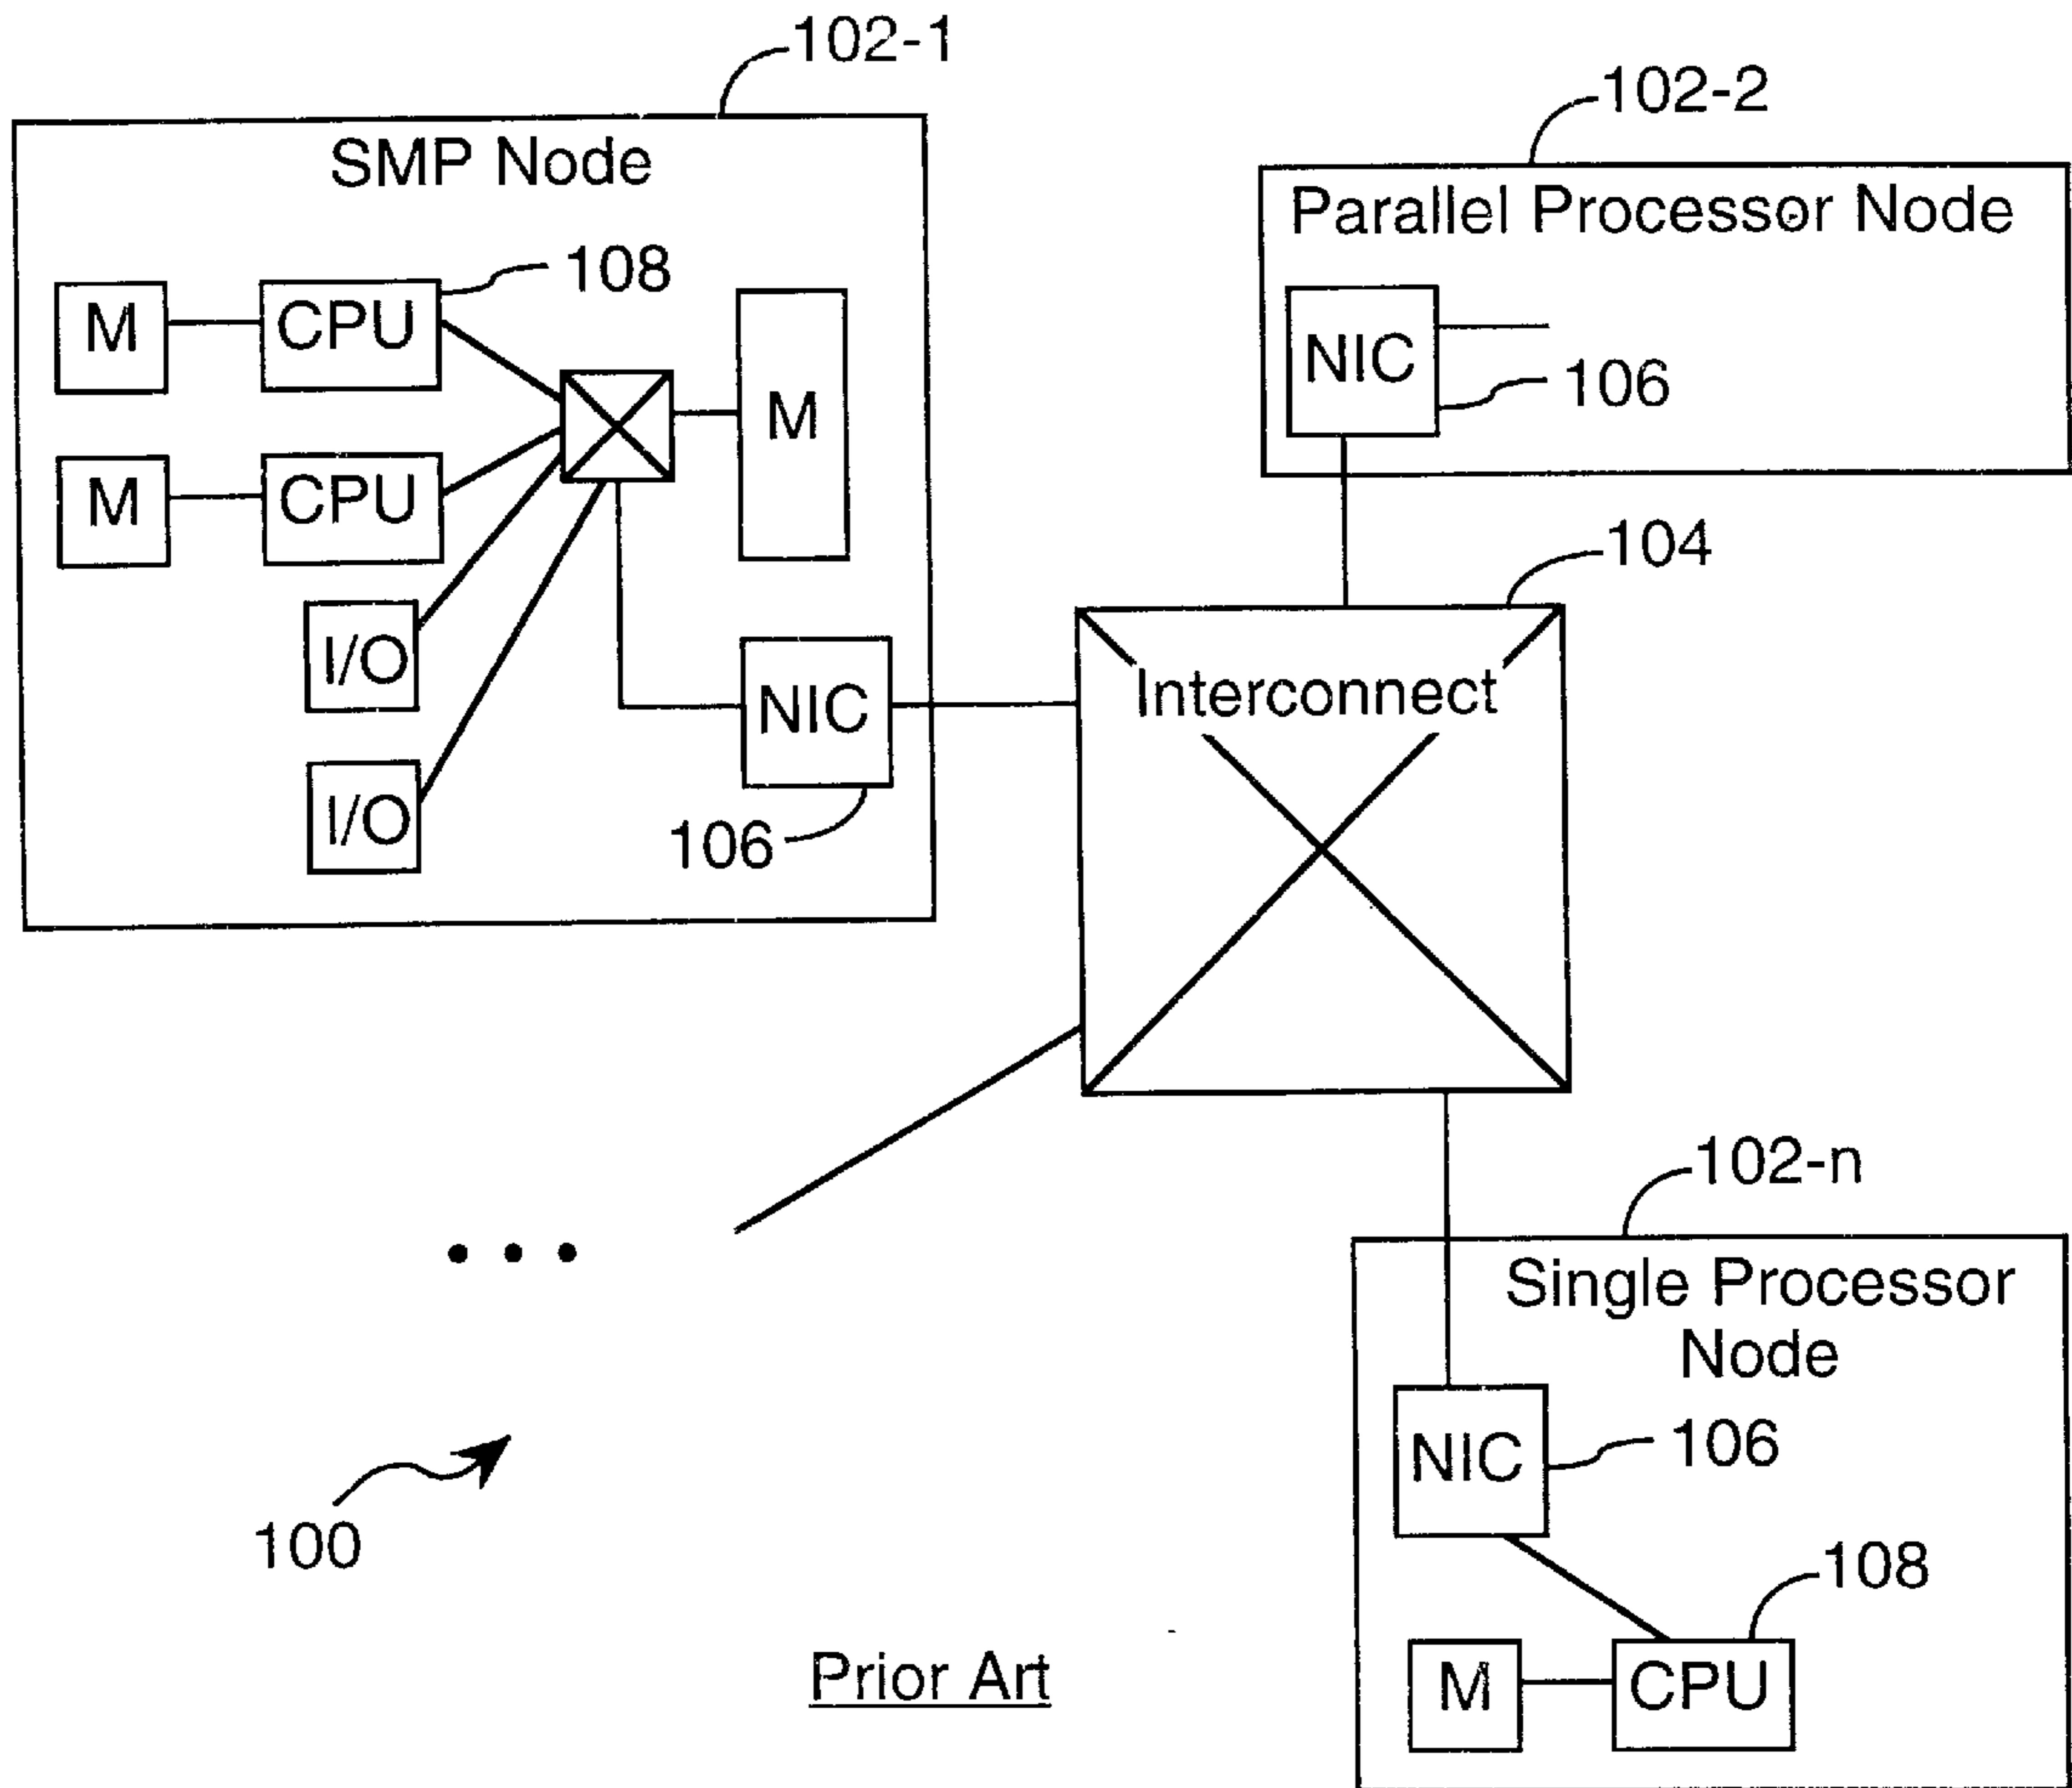 102-1
102-2
SMP Node
Parallel Processor Node
108
M
CPU
M
NIC
106
M
CPU
104
I/O
NIC
Interconnect
I/O
106
102-n
Single Processor
Node
NIC
106
100
108
Prior Art
M
CPU